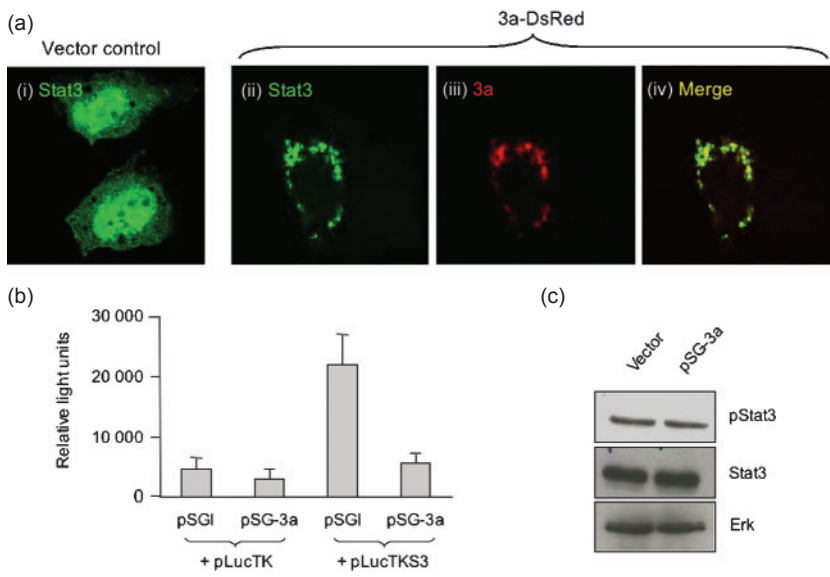 (a)
3a-DsRed
Vector control
(i) Stat3
(ii) Stat3
(iii) 3a
(iv) Merge
(b)
Relative light units
30 000
20 000
10 000
0
pSGI pSG-3a pSGI pSG-3a
+ pLucTK + pLucTKS3
(c)
Vector pSG-3a
pStat3
Stat3
Erk